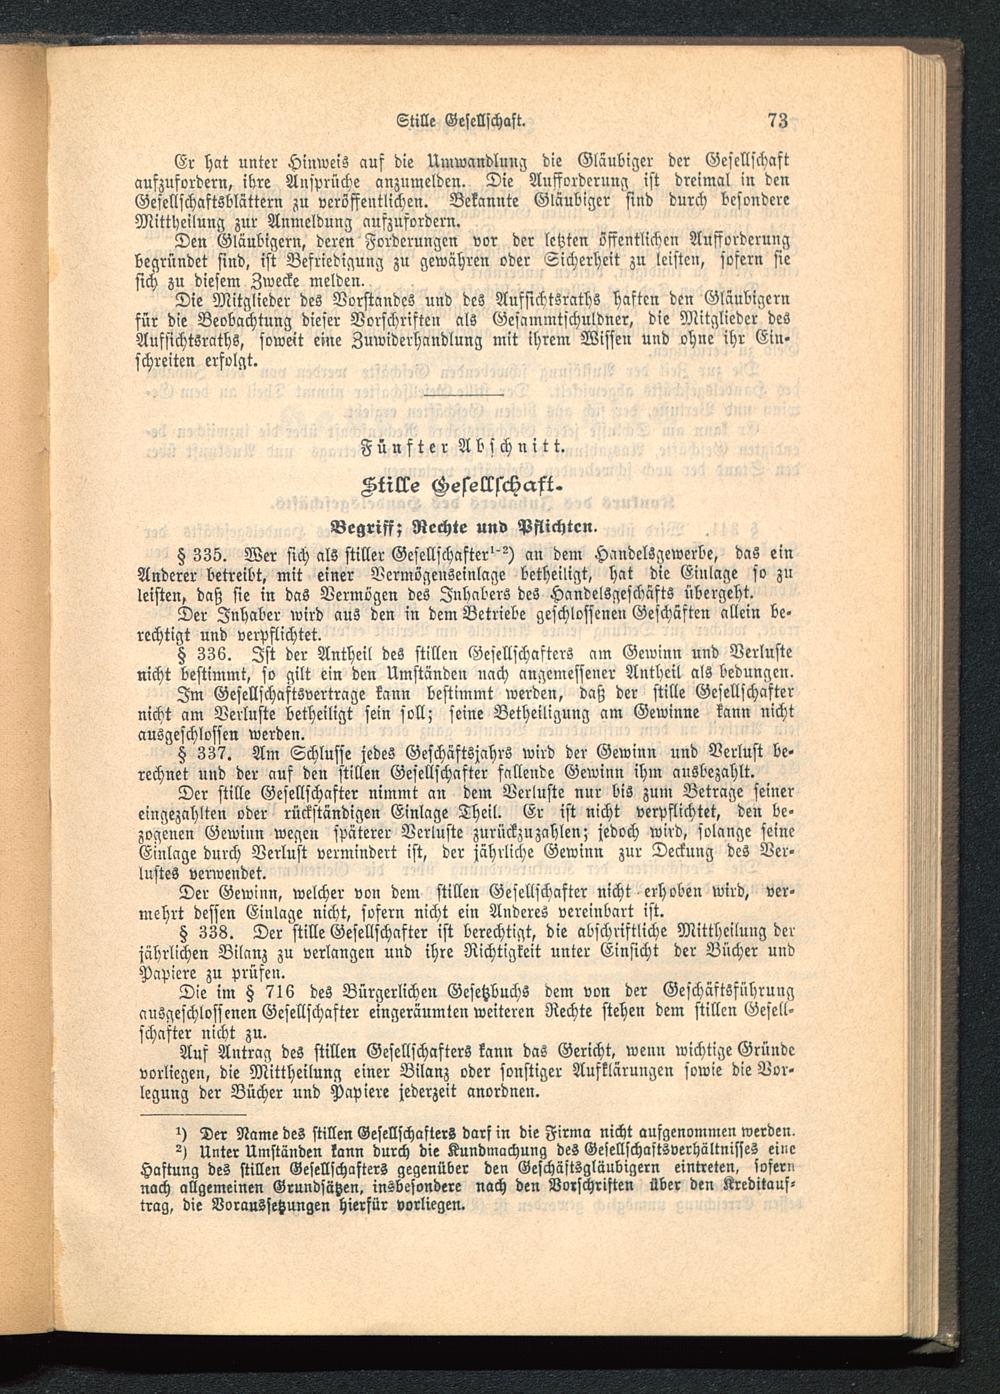 Stille Gesellschaft. 73
Er hat unter Hinweis auf die Umwandlung die Gläubiger der Gesellschaft
aufzufordern, ihre Ansprüche anzumelden. Die Aufforderung ist dreimal in den
Gesellschaftsblättern zu veröffentlichen. Bekannte Gläubiger sind durch besondere
Mittheilung zur Anmeldung aufzufordern.
Den Gläubigern, deren Forderungen vor der letzten öffentlichen Aufforderung
begründet sind, ist Befriedigung zu gewähren oder Sicherheit zu leisten, sofern sie
sich zu diesem Zwecke melden.
Die Mitglieder des Vorstandes und des Aufsichtsraths haften den Gläubigern
für die Beobachtung dieser Vorschriften als Gesammtschuldner, die Mitglieder des
Aufsichtsraths, soweit eine Zuwiderhandlung mit ihrem Wissen und ohne ihr Ein-
schreiten erfolgt.
Fünfter Abschnitt.
Stille Gesellschaft.
Begriff; Rechte und Pflichten.
§ 335. Wer sich als stiller Gesellschafter¹⁻²) an dem Handelsgewerbe, das ein
Anderer betreibt, mit einer Vermögenseinlage betheiligt, hat die Einlage so zu
leisten, daß sie in das Vermögen des Inhabers des Handelsgeschäfts übergeht.
Der Inhaber wird aus den in dem Betriebe geschlossenen Geschäften allein be-
rechtigt und verpflichtet.
§ 336. Ist der Antheil des stillen Gesellschafters am Gewinn und Verluste
nicht bestimmt, so gilt ein den Umständen nach angemessener Antheil als bedungen.
Im Gesellschaftsvertrage kann bestimmt werden, daß der stille Gesellschafter
nicht am Verluste betheiligt sein soll; seine Betheiligung am Gewinne kann nicht
ausgeschlossen werden.
§ 337. Am Schlusse jedes Geschäftsjahrs wird der Gewinn und Verlust be-
rechnet und der auf den stillen Gesellschafter fallende Gewinn ihm ausbezahlt.
Der stille Gesellschafter nimmt an dem Verluste nur bis zum Betrage seiner
eingezahlten oder rückständigen Einlage Theil. Er ist nicht verpflichtet, den be-
zogenen Gewinn wegen späterer Verluste zurückzuzahlen; jedoch wird, solange seine
Einlage durch Verlust vermindert ist, der jährliche Gewinn zur Deckung des Ver-
lustes verwendet.
Der Gewinn, welcher von dem stillen Gesellschafter nicht erhoben wird, ver-
mehrt dessen Einlage nicht, sofern nicht ein Anderes vereinbart ist.
§ 338. Der stille Gesellschafter ist berechtigt, die abschriftliche Mittheilung der
jährlichen Bilanz zu verlangen und ihre Richtigkeit unter Einsicht der Bücher und
Papiere zu prüfen.
Die im § 716 des Bürgerlichen Gesetzbuchs dem von der Geschäftsführung
ausgeschlossenen Gesellschafter eingeräumten weiteren Rechte stehen dem stillen Gesell-
schafter nicht zu.
Auf Antrag des stillen Gesellschafters kann das Gericht, wenn wichtige Gründe
vorliegen, die Mittheilung einer Bilanz oder sonstiger Aufklärungen sowie die Vor-
legung der Bücher und Papiere jederzeit anordnen.
¹) Der Name des stillen Gesellschafters darf in die Firma nicht aufgenommen werden.
²) Unter Umständen kann durch die Kundmachung des Gesellschaftsverhältnisses eine
Haftung des stillen Gesellschafters gegenüber den Geschäftsgläubigern eintreten, sofern
nach allgemeinen Grundsätzen, insbesondere nach den Vorschriften über den Kreditauf-
trag, die Voraussetzungen hierfür vorliegen.